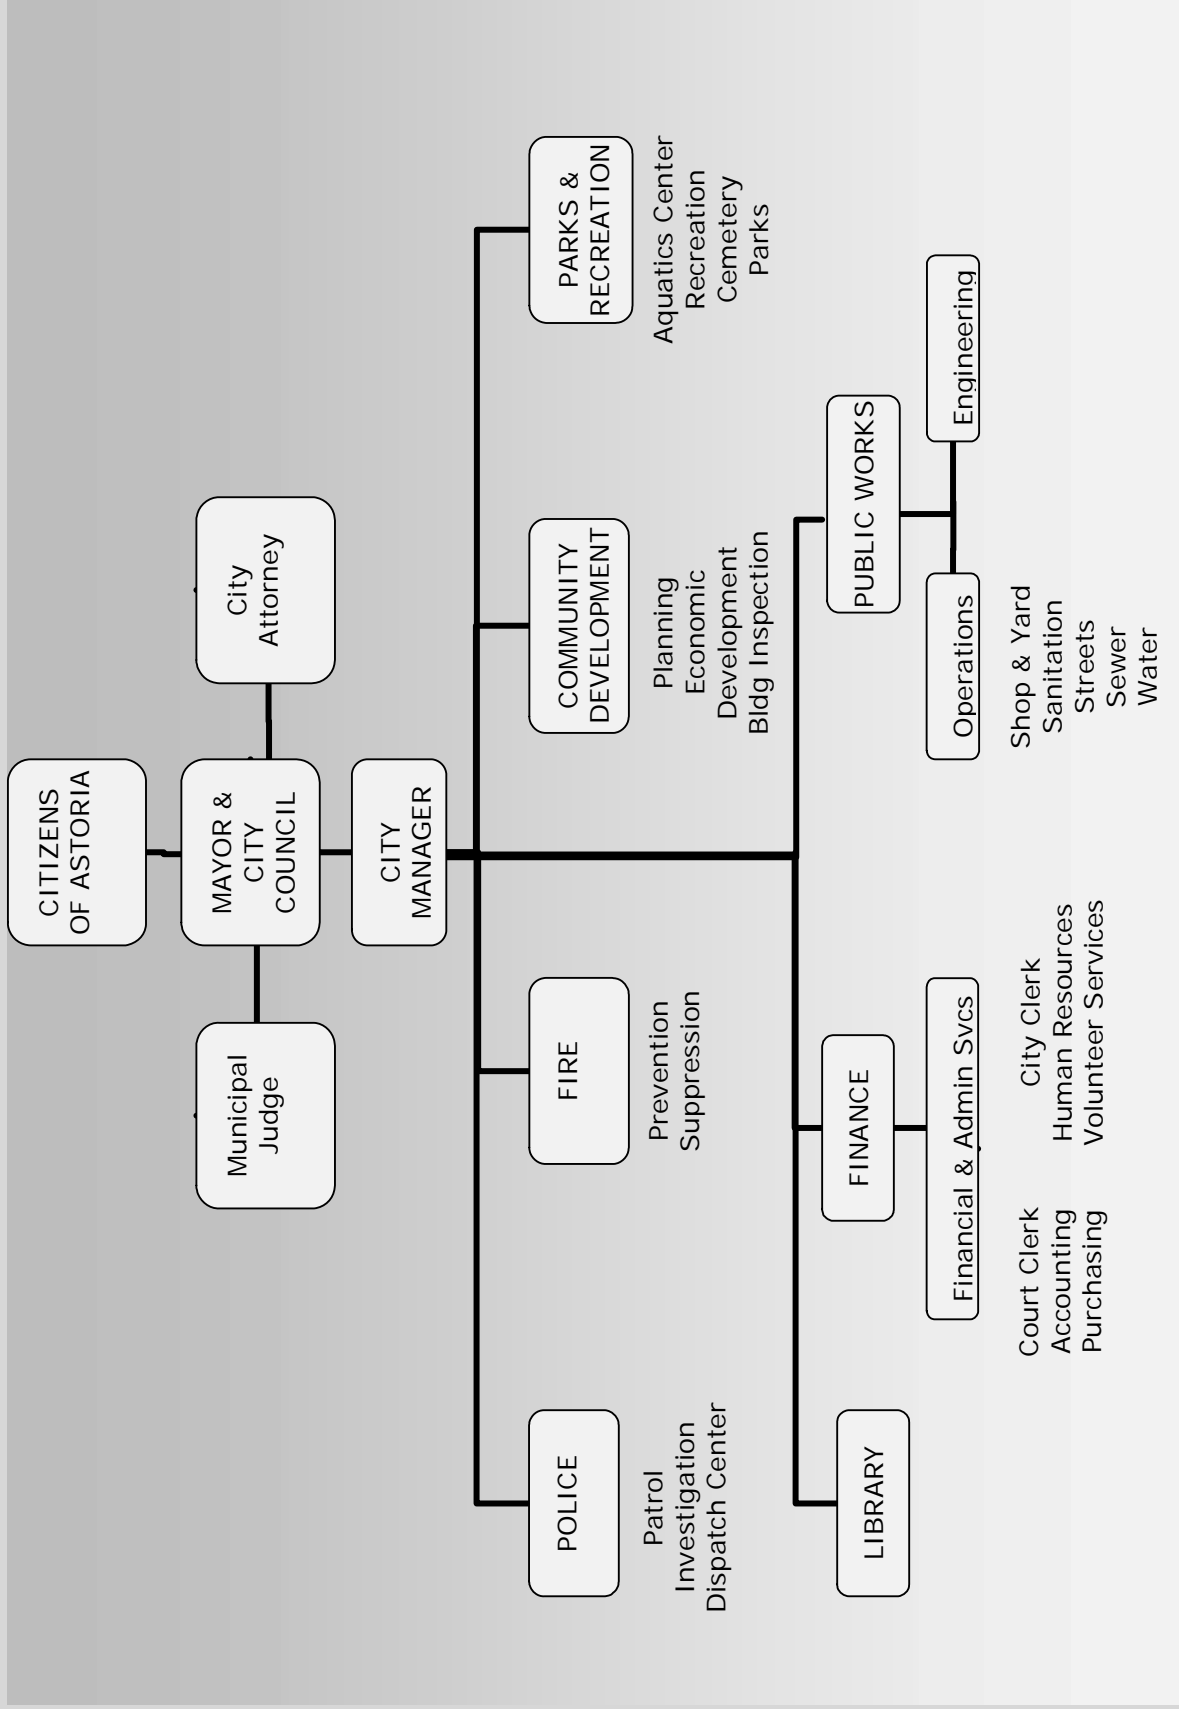 CITIZENS
OF ASTORIA
Municipal
Judge
MAYOR &
CITY
COUNCIL
City
Attorney
CITY
MANAGER
POLICE
Patrol
Investigation
Dispatch Center
FIRE
Prevention
Suppression
COMMUNITY
DEVELOPMENT
Planning
Economic
Development
Bldg Inspection
PARKS &
RECREATION
Aquatics Center
Recreation
Cemetery
Parks
LIBRARY
FINANCE
Financial & Admin Svcs
Court Clerk
Accounting
Purchasing
City Clerk
Human Resources
Volunteer Services
PUBLIC WORKS
Operations
Shop & Yard
Sanitation
Streets
Sewer
Water
Engineering